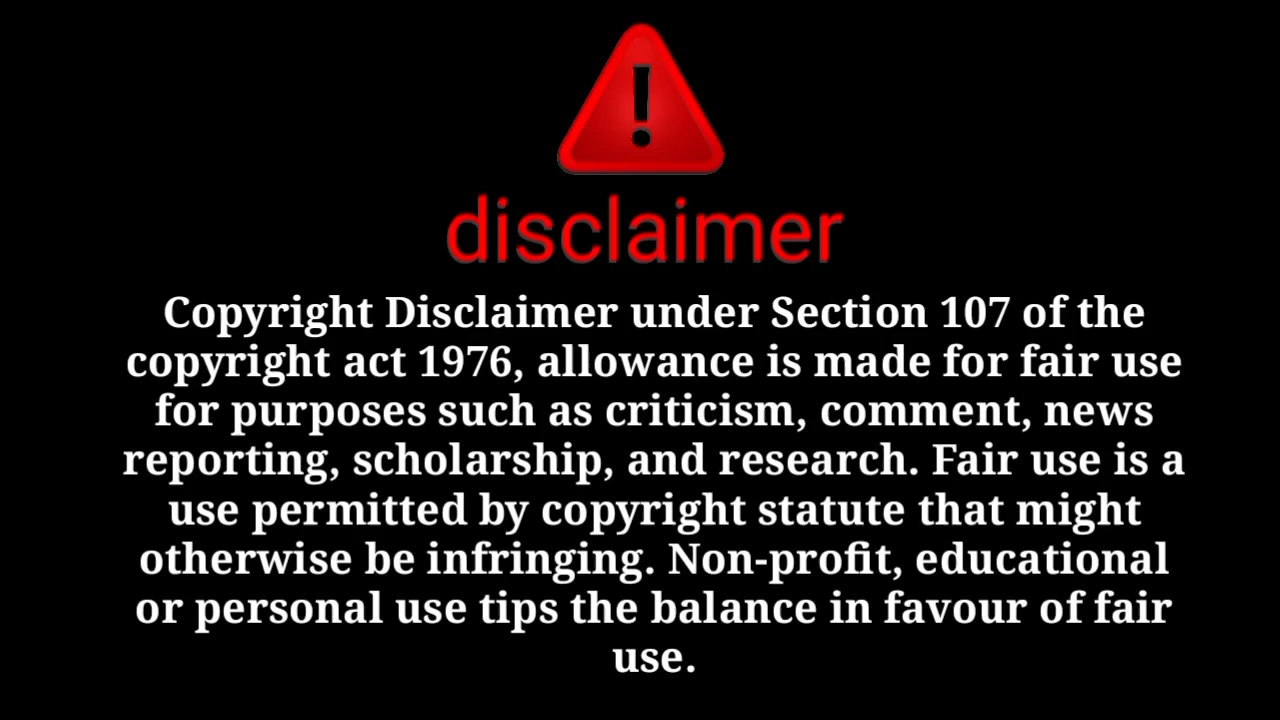 !
disclaimer
Copyright Disclaimer under Section 107 of the
copyright act 1976, allowance is made for fair use
for purposes such as criticism, comment, news
reporting, scholarship, and research. Fair use is a
use permitted by copyright statute that might
otherwise be infringing. Non-profit, educational
or personal use tips the balance in favour of fair
use.